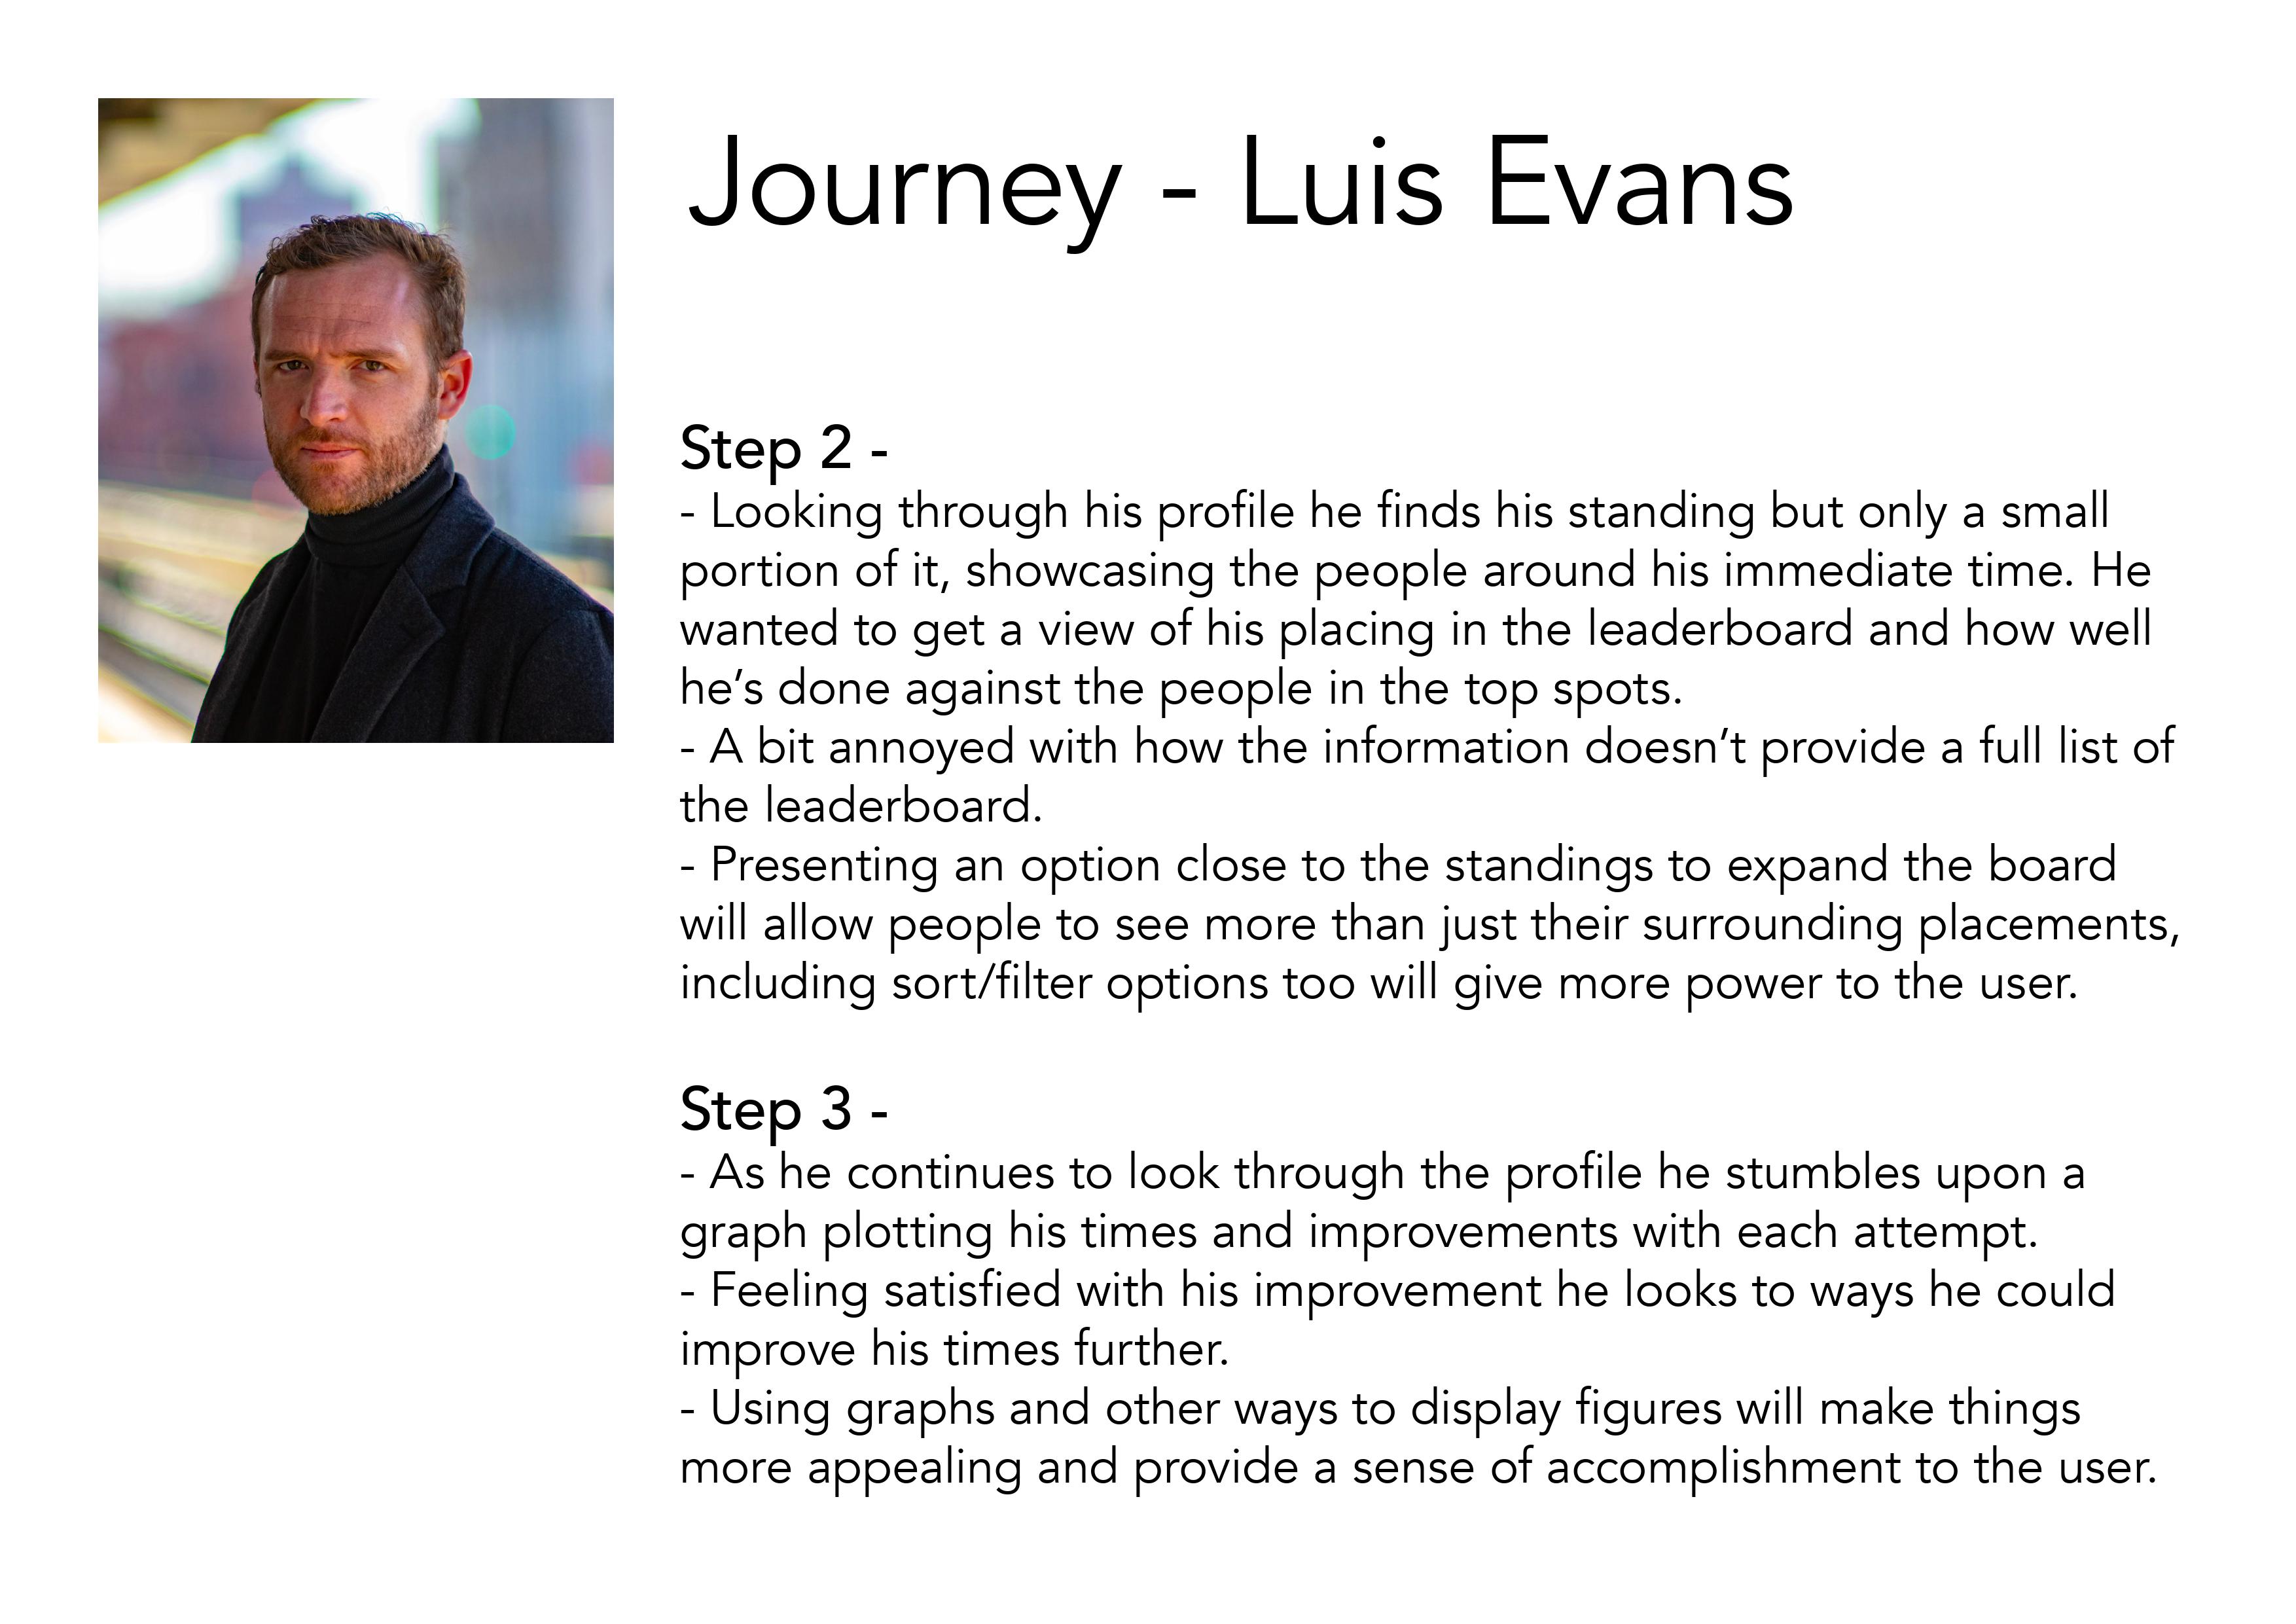 Journey - Luis Evans
Step 2 -
- Looking through his profile he finds his standing but only a small
portion of it, showcasing the people around his immediate time. He
wanted to get a view of his placing in the leaderboard and how well
he’s done against the people in the top spots.
- A bit annoyed with how the information doesn’t provide a full list of
the leaderboard.
- Presenting an option close to the standings to expand the board
will allow people to see more than just their surrounding placements,
including sort/filter options too will give more power to the user.
Step 3 -
- As he continues to look through the profile he stumbles upon a
graph plotting his times and improvements with each attempt.
- Feeling satisfied with his improvement he looks to ways he could
improve his times further.
- Using graphs and other ways to display figures will make things
more appealing and provide a sense of accomplishment to the user.